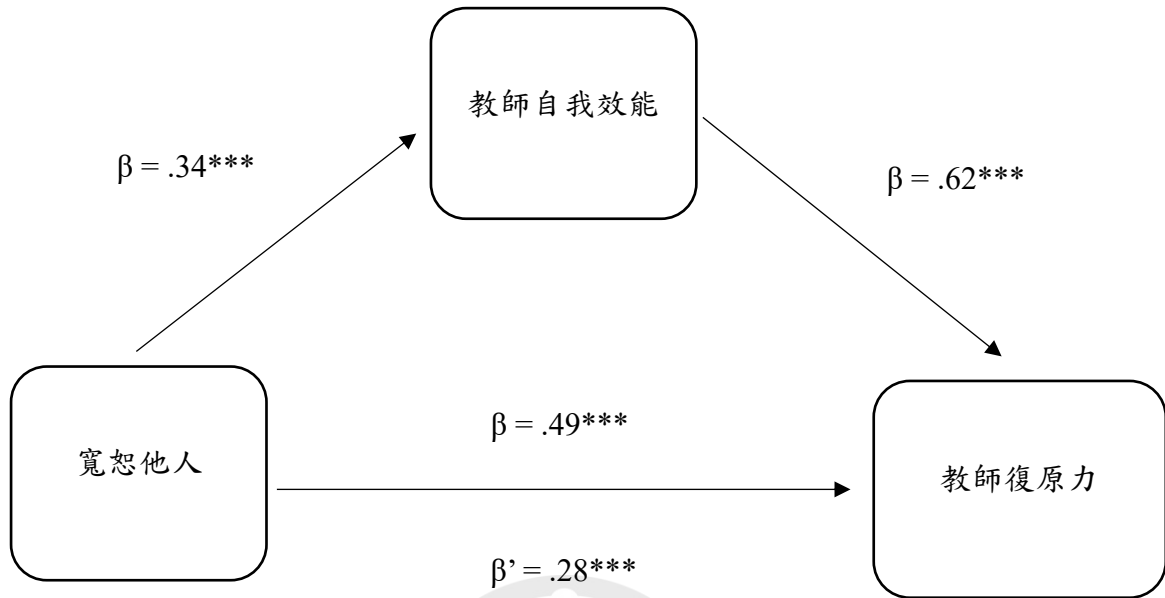 教師自我效能
β = .34***
β = .62***
β = .49***
寬恕他人
教師復原力
β’ = .28***